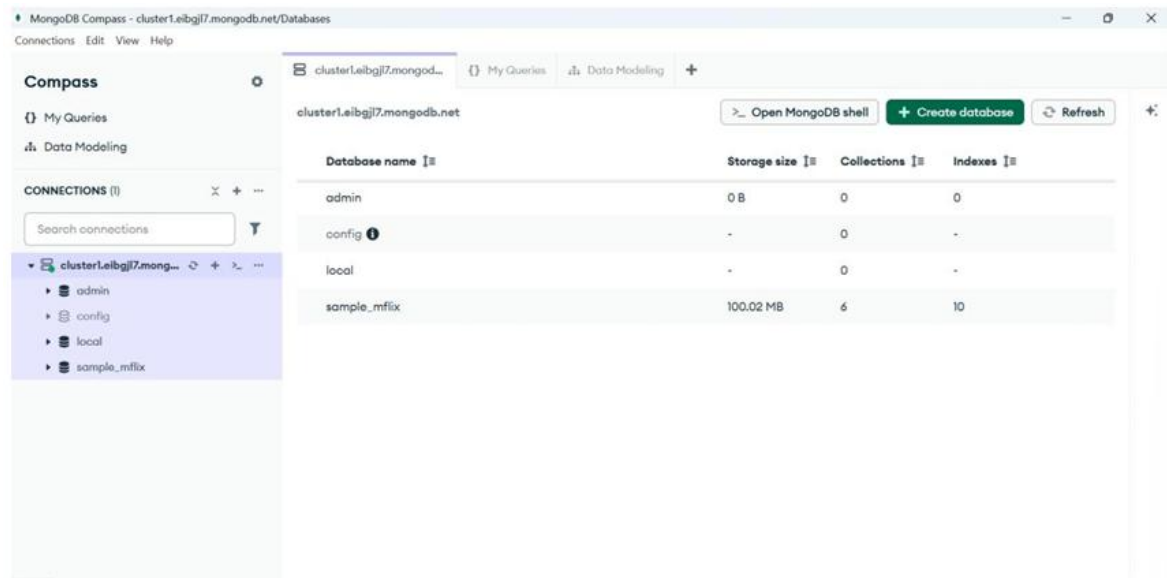 MongoDB Compass - cluster1.eibgjl7.mongodb.net/Databases
Connections Edit View Help
Compass
{} My Queries
Data Modeling
CONNECTIONS (1)
Search connections
cluster1.eibgjl7.mong...
admin
config
local
sample_mflix
cluster1.eibgjl7.mongod... {} My Queries Data Modeling
cluster1.eibgjl7.mongodb.net >_ Open MongoDB shell + Create database Refresh
Database name Storage size Collections Indexes
admin 0 B 0 0
config - 0 -
local - 0 -
sample_mflix 100.02 MB 6 10